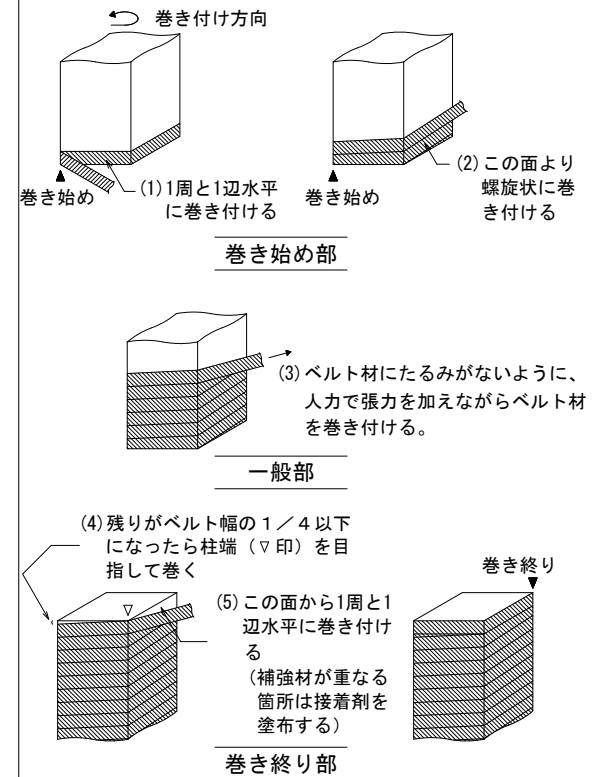 巻き付け方向
巻き始め
(1)1周と1辺水平
に巻き付ける
巻き始め
(2)この面より
螺旋状に巻
き付ける
巻き始め部
(3)ベルト材にたるみがないように、
人力で張力を加えながらベルト材
を巻き付ける。
一般部
(4)残りがベルト幅の1/4以下
になったら柱端(▽印)を目
指して巻く
(5)この面から1周と1
辺水平に巻き付け
る
(補強材が重なる
箇所は接着剤を
塗布する)
巻き終り
巻き終り部